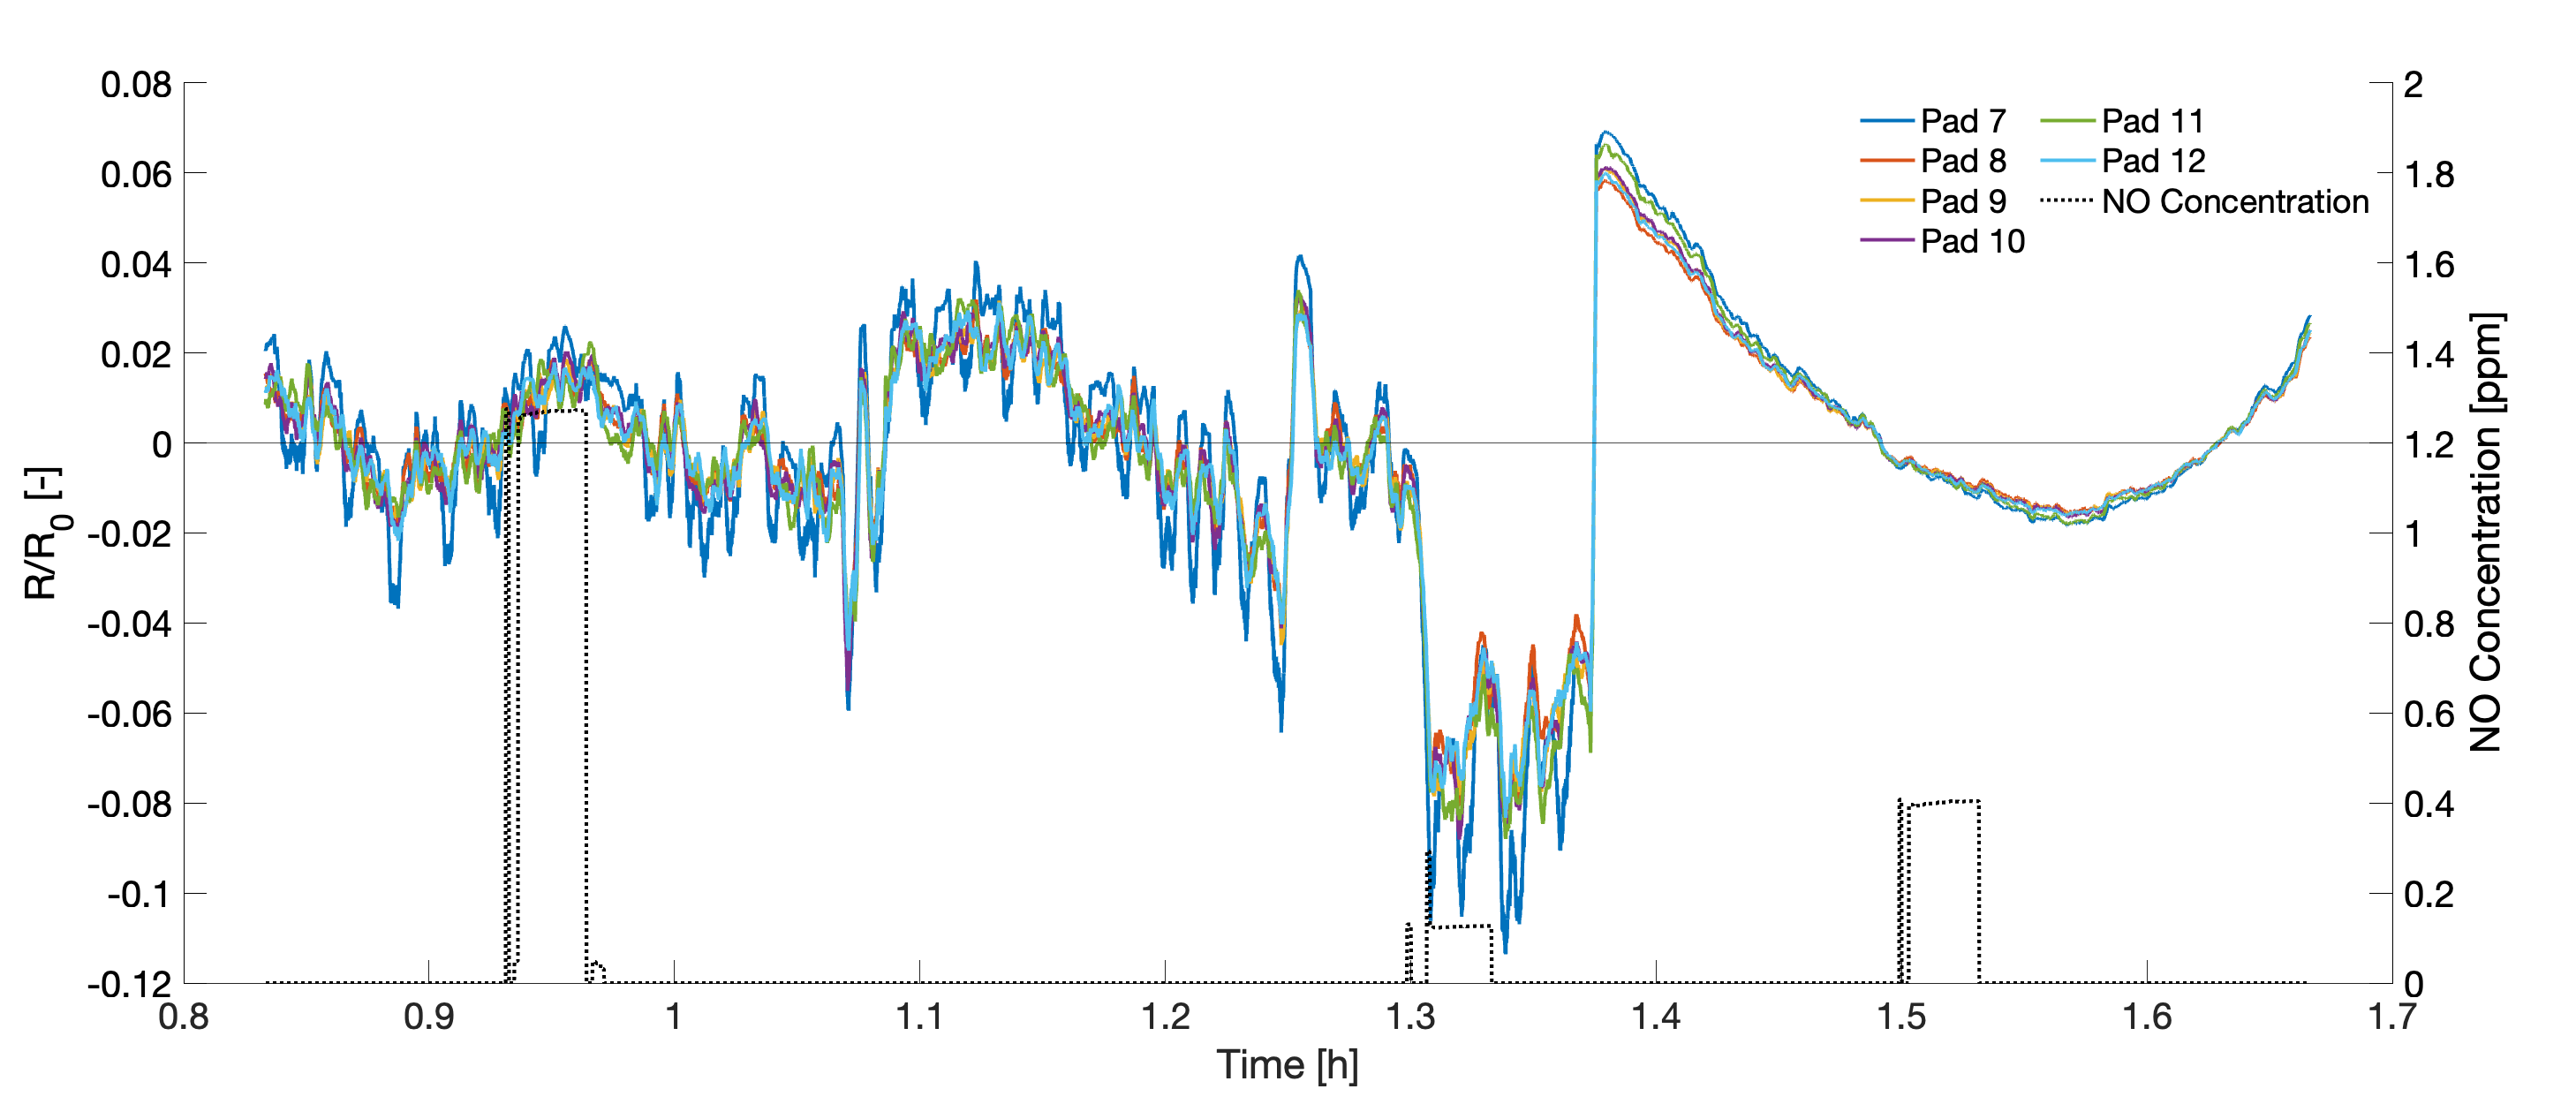 0.08
0.06
0.04
0.02
0
-0.02
-0.04
-0.06
-0.08
-0.1
-0.12
R/R0 [-]
2
1.8
1.6
1.4
1.2
1
0.8
0.6
0.4
0.2
0
NO Concentration [ppm]
Pad 7
Pad 8
Pad 9
Pad 10
Pad 11
Pad 12
NO Concentration
0.8 0.9 1 1.1 1.2 1.3 1.4 1.5 1.6 1.7
Time [h]